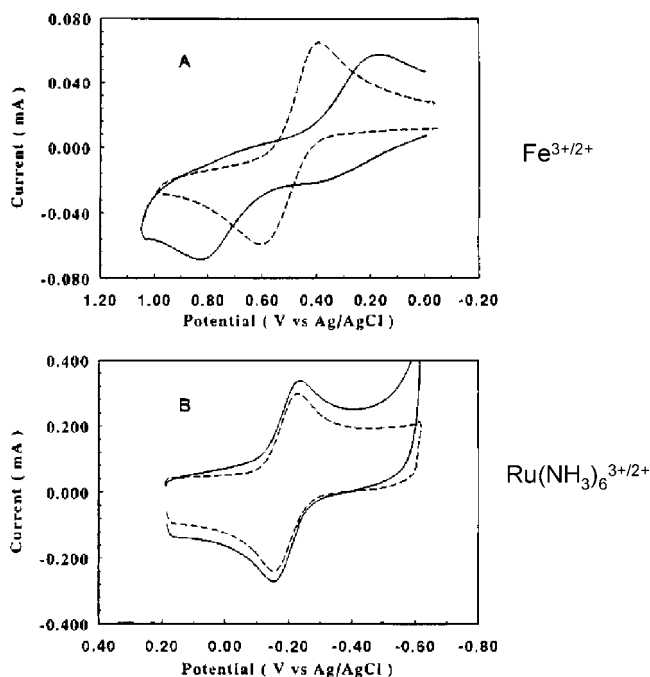 0.080
0.040
0.000
-0.040
-0.080
Current ( mA )
A
1.20 1.00 0.80 0.60 0.40 0.20 0.00 -0.20
Potential ( V vs Ag/AgCl )
Fe³⁺/²⁺
0.400
0.200
0.000
-0.200
-0.400
Current ( mA )
B
0.40 0.20 0.00 -0.20 -0.40 -0.60 -0.80
Potential ( V vs Ag/AgCl )
Ru(NH₃)₆³⁺/²⁺